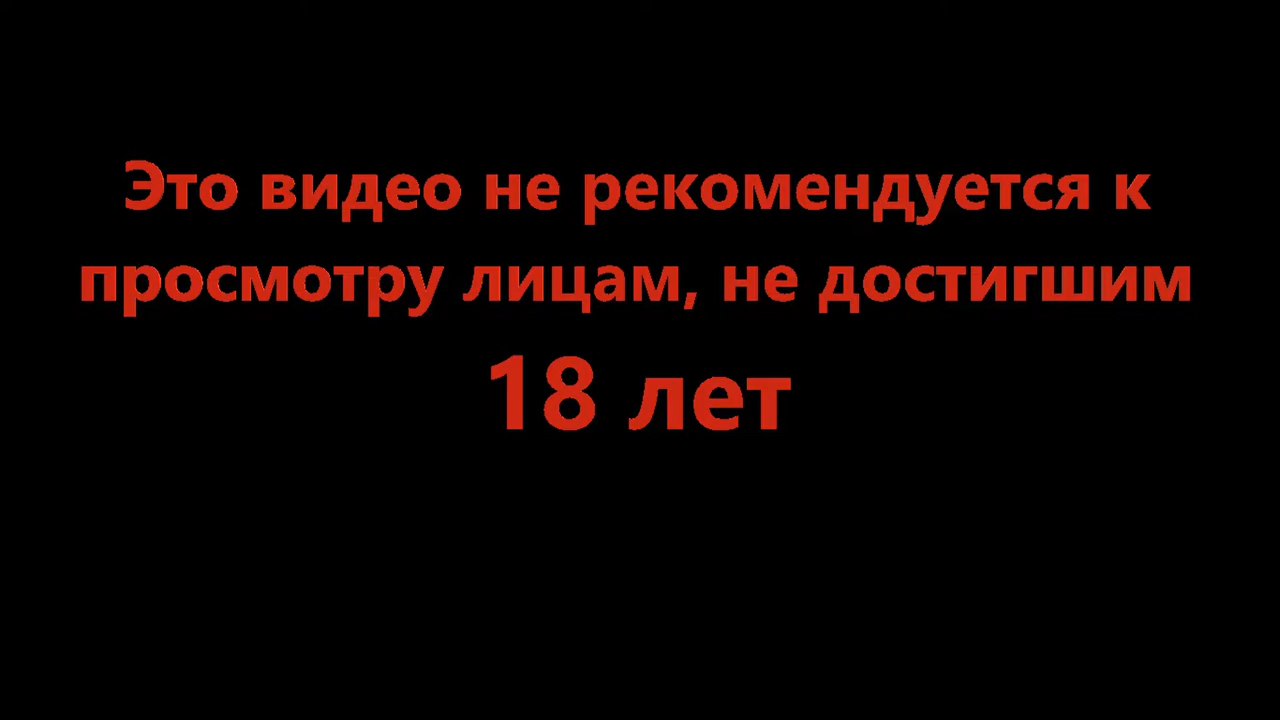 Это видео не рекомендуется к
просмотру лицам, не достигшим
18 лет